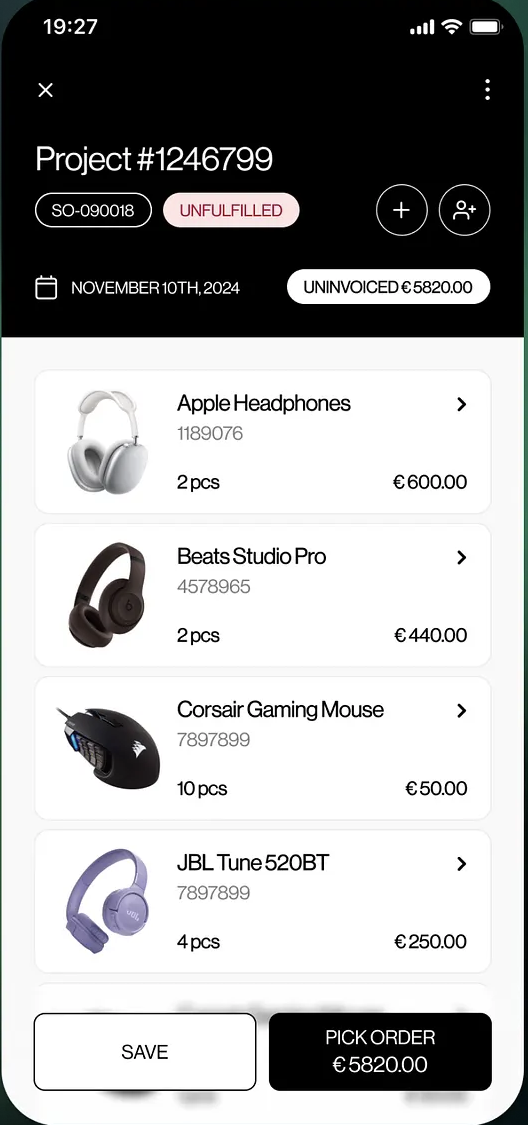 19:27
Project #1246799
SO-090018 UNFULFILLED
NOVEMBER 10TH, 2024 UNINVOICED € 5820.00
Apple Headphones
1189076
2 pcs € 600.00
Beats Studio Pro
4578965
2 pcs € 440.00
Corsair Gaming Mouse
7897899
10 pcs € 50.00
JBL Tune 520BT
7897899
4 pcs € 250.00
JBL
SAVE
PICK ORDER
€ 5820.00